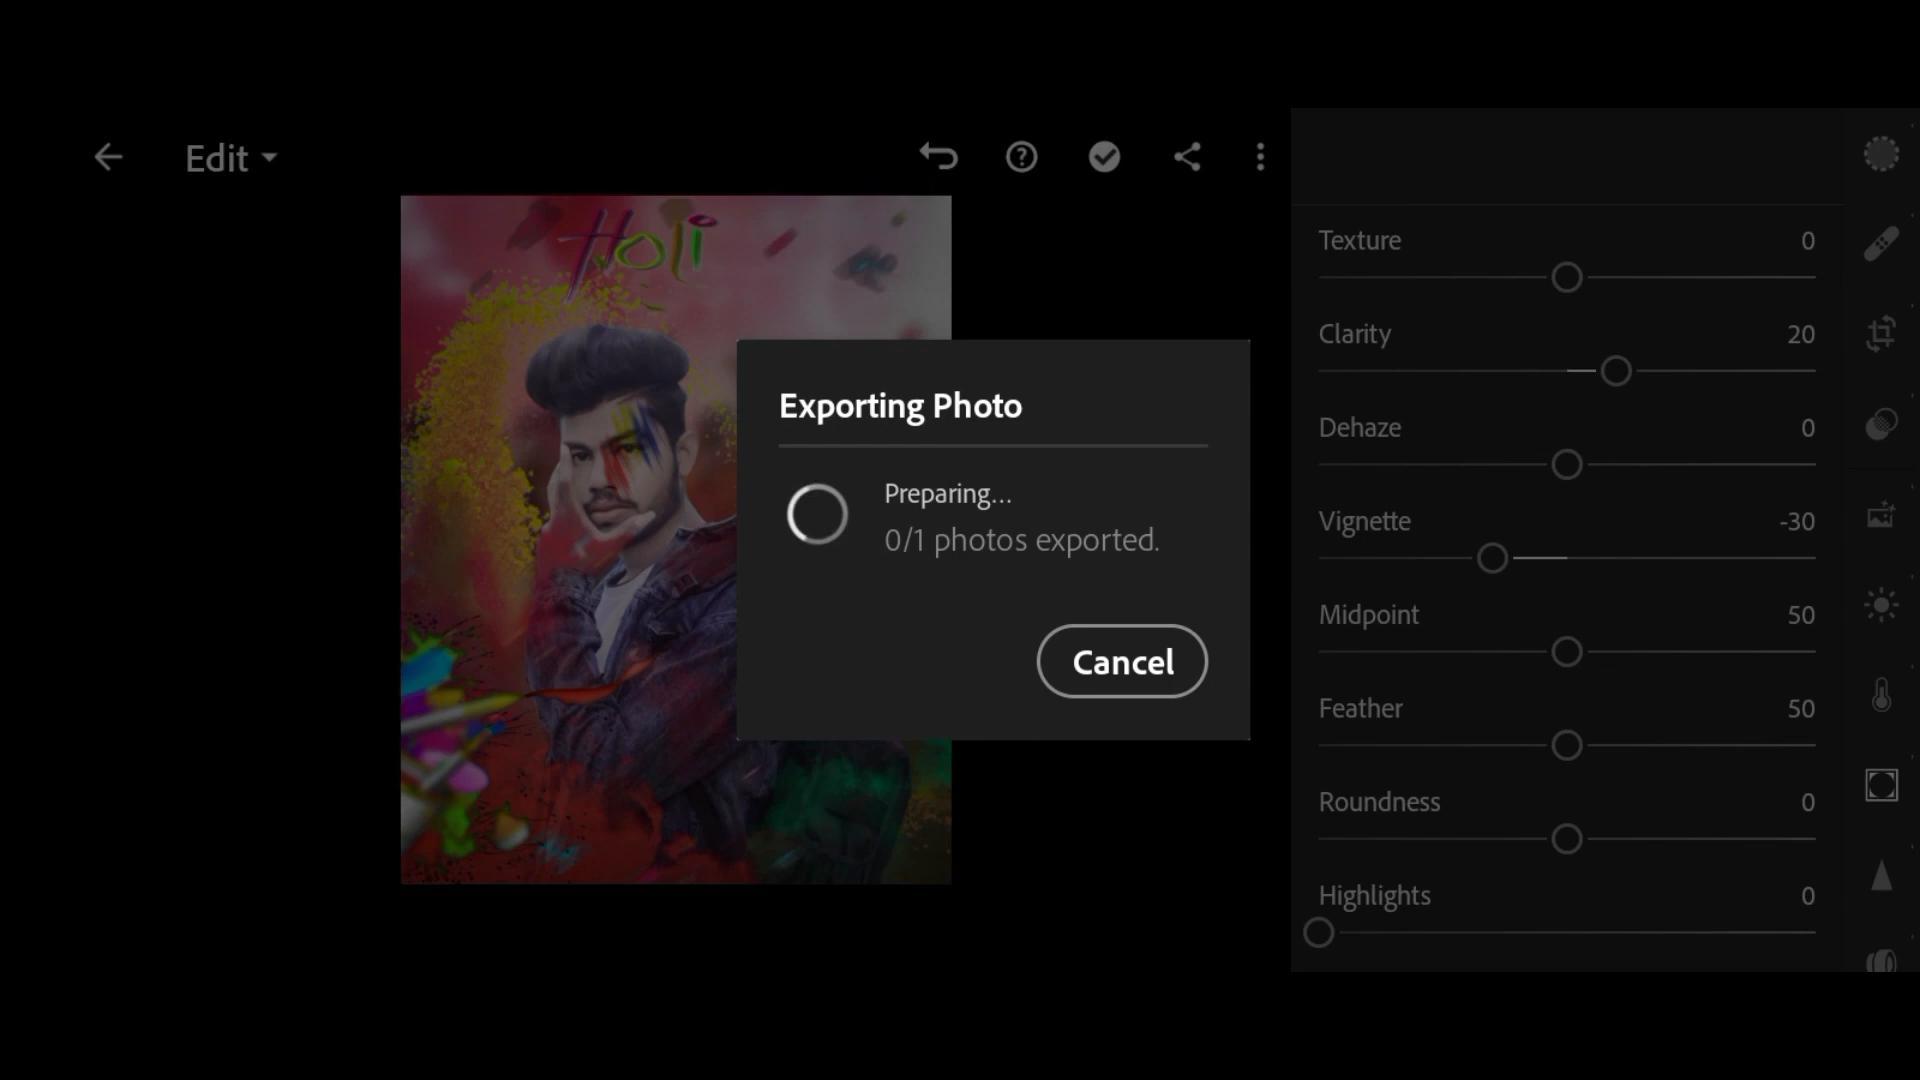 Edit
Holi
Exporting Photo
Preparing...
0/1 photos exported.
Cancel
Texture 0
Clarity 20
Dehaze 0
Vignette -30
Midpoint 50
Feather 50
Roundness 0
Highlights 0